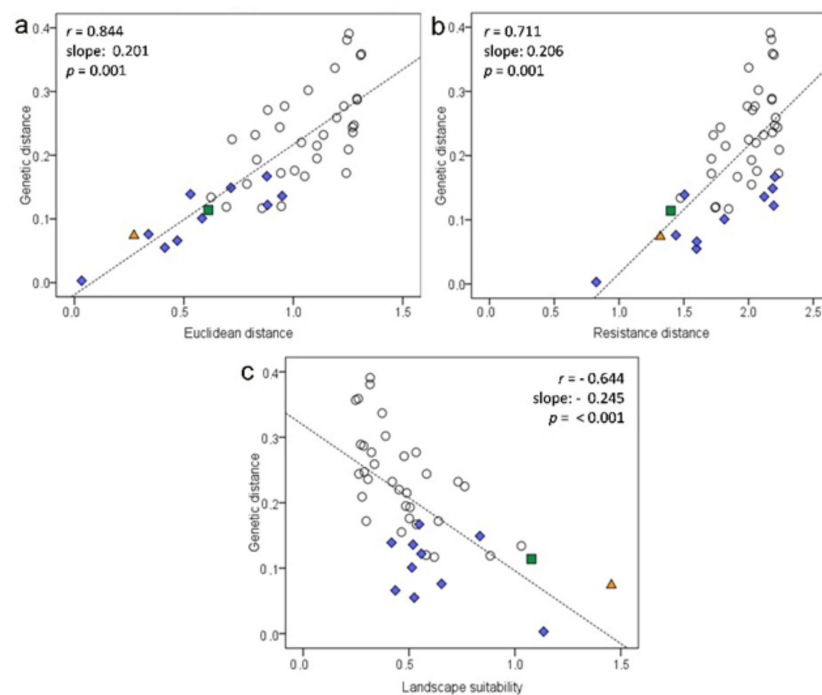 a
r = 0.844
slope: 0.201
p = 0.001
Genetic distance
0.4
0.3
0.2
0.1
0.0
0.0 0.5 1.0 1.5
Euclidean distance
b
r = 0.711
slope: 0.206
p = 0.001
Genetic distance
0.4
0.3
0.2
0.1
0.0
0.0 0.5 1.0 1.5 2.0 2.5
Resistance distance
c
r = - 0.644
slope: - 0.245
p = < 0.001
Genetic distance
0.4
0.3
0.2
0.1
0.0
0.0 0.5 1.0 1.5
Landscape suitability